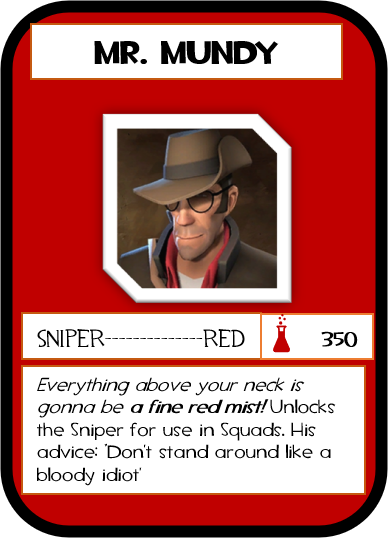 MR. MUNDY
SNIPER--------------RED 350
Everything above your neck is
gonna be a fine red mist! Unlocks
the Sniper for use in Squads. His
advice: 'Don't stand around like a
bloody idiot'